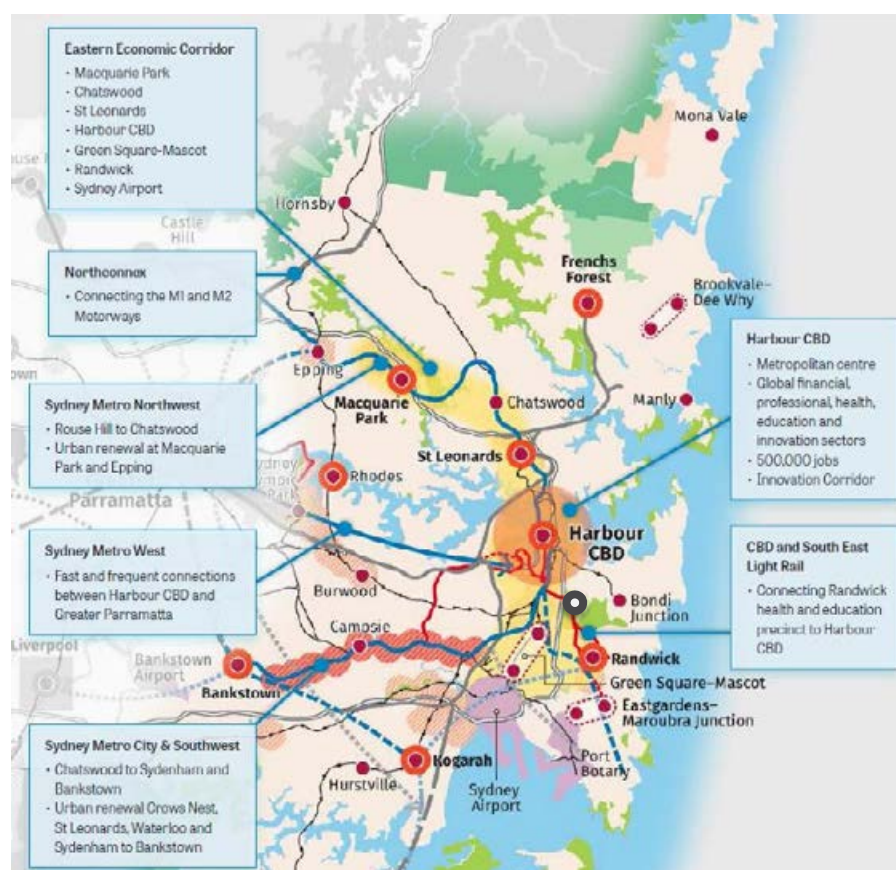 Eastern Economic Corridor
· Macquarie Park
· Chatswood
· St Leonards
· Harbour CBD
· Green Square-Mascot
· Randwick
· Sydney Airport
Mona Vale
Castle
Hill
Hornsby
Northconnex
· Connecting the M1 and M2
Motorways
Frenchs
Forest
Brookvale-
Dee Why
Harbour CBD
· Metropolitan centre
· Global financial,
professional, health,
education and
innovation sectors
· 500,000 jobs
· Innovation Corridor
Epping
Macquarie
Park
Chatswood
Manly
Sydney Metro Northwest
· Rouse Hill to Chatswood
· Urban renewal at Macquarie
Park and Epping
St Leonards
Rhodes
Parramatta
Harbour
CBD
Sydney Metro West
· Fast and frequent connections
between Harbour CBD and
Greater Parramatta
CBD and South East
Light Rail
· Connecting Randwick
health and education
precinct to Harbour
CBD
Burwood
Bondi
Junction
Campsie
Liverpool
Bankstown
Airport
Bankstown
Randwick
Green Square-Mascot
Eastgardens-
Maroubra Junction
Sydney Metro City & Southwest
· Chatswood to Sydenham and
Bankstown
· Urban renewal Crows Nest,
St Leonards, Waterloo and
Sydenham to Bankstown
Kogarah
Hurstville
Sydney
Airport
Port
Botany